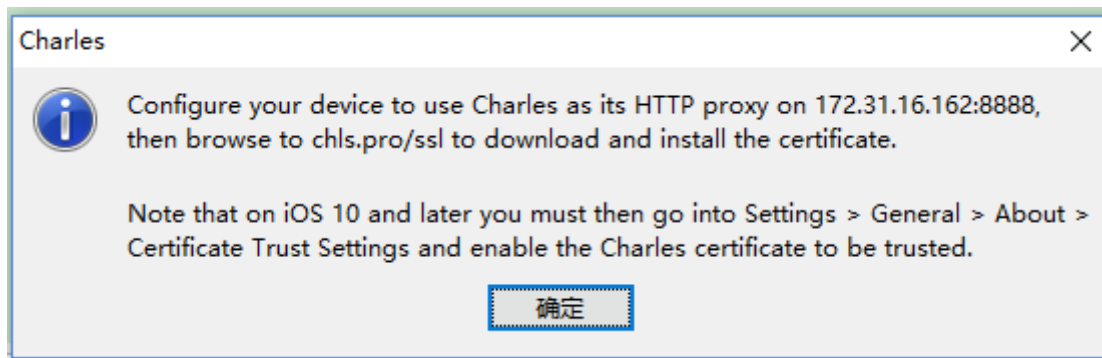 Charles
Configure your device to use Charles as its HTTP proxy on 172.31.16.162:8888,
then browse to chls.pro/ssl to download and install the certificate.
Note that on iOS 10 and later you must then go into Settings > General > About >
Certificate Trust Settings and enable the Charles certificate to be trusted.
确定